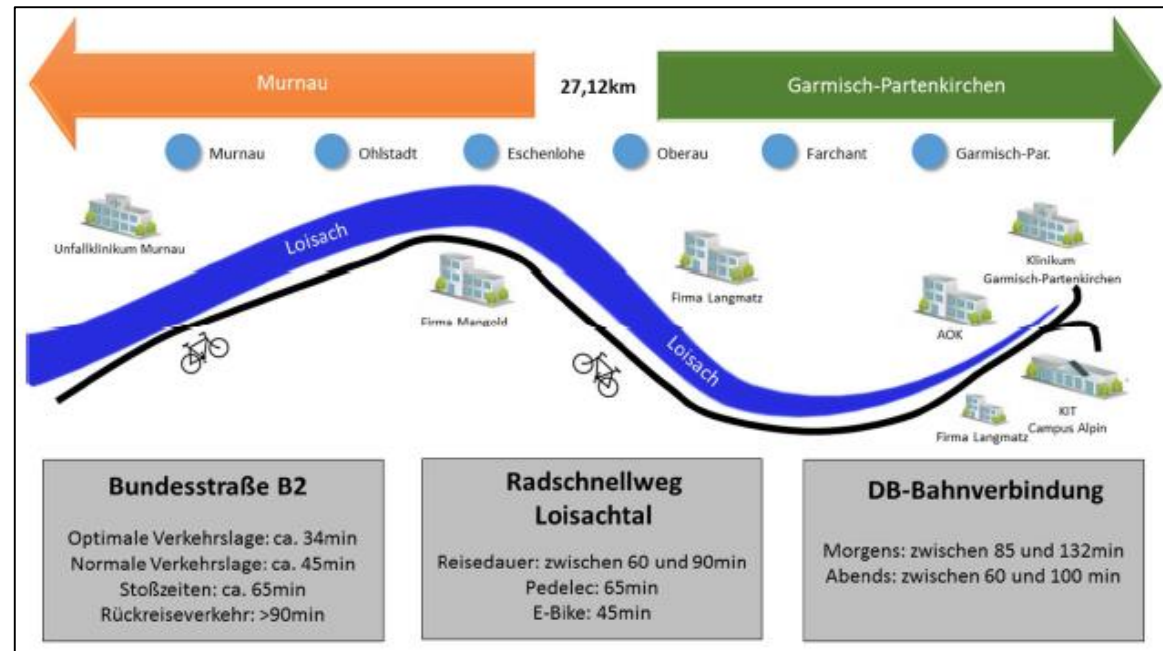 Murnau
27,12km
Garmisch-Partenkirchen
Murnau
Ohlstadt
Eschenlohe
Oberau
Farchant
Garmisch-Par.
Unfallklinikum Murnau
Loisach
Firma Mangold
Firma Langmatz
Klinikum
Garmisch-Partenkirchen
AOK
Loisach
Firma Langmatz
KIT
Campus Alpin
Bundesstraße B2
Optimale Verkehrslage: ca. 34min
Normale Verkehrslage: ca. 45min
Stoßzeiten: ca. 65min
Rückreiseverkehr: >90min
Radschnellweg
Loisachtal
Reisedauer: zwischen 60 und 90min
Pedelec: 65min
E-Bike: 45min
DB-Bahnverbindung
Morgens: zwischen 85 und 132min
Abends: zwischen 60 und 100 min